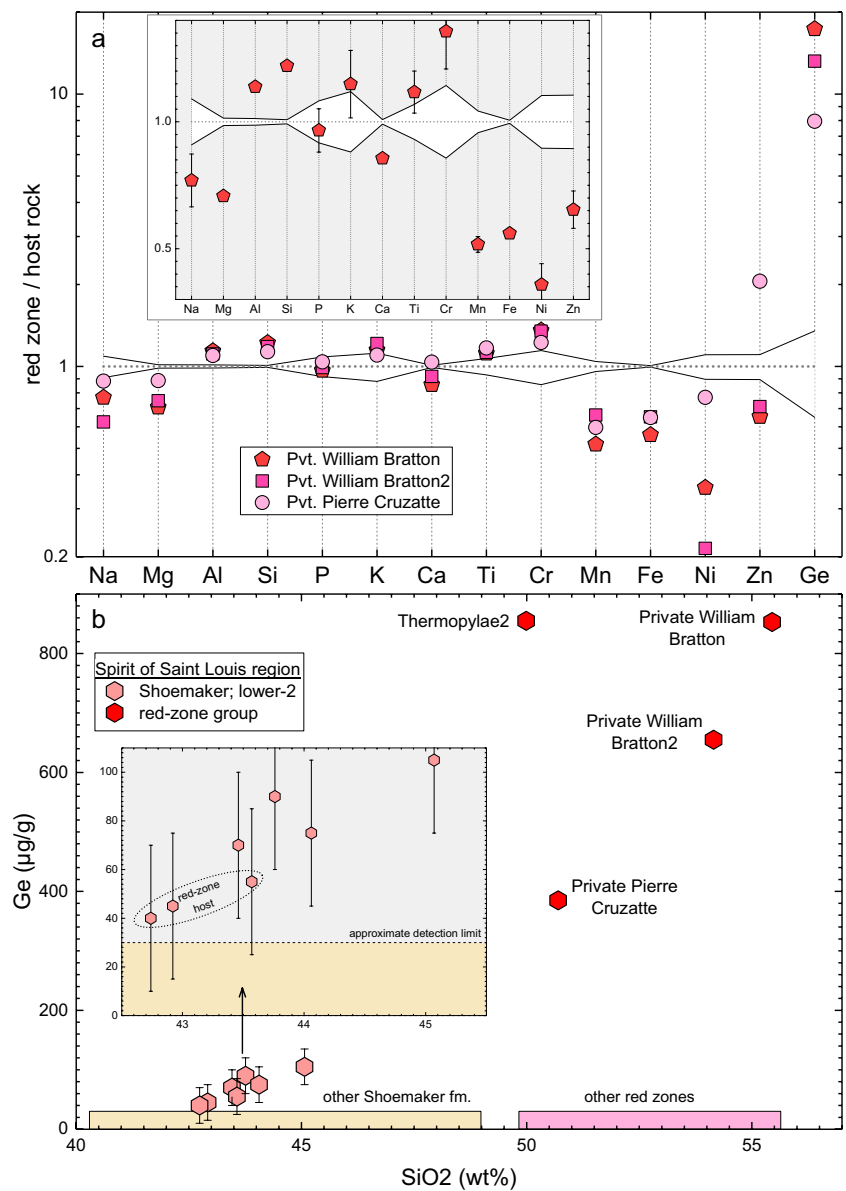 a
1.0
0.5
Na Mg Al Si P K Ca Ti Cr Mn Fe Ni Zn
10
1
0.2
red zone / host rock
Pvt. William Bratton
Pvt. William Bratton2
Pvt. Pierre Cruzatte
Na Mg Al Si P K Ca Ti Cr Mn Fe Ni Zn Ge
b
Thermopylae2
Private William
Bratton
Spirit of Saint Louis region
Shoemaker; lower-2
red-zone group
Private William
Bratton2
Private Pierre
Cruzatte
100
80
60
40
20
0
red-zone
host
approximate detection limit
43 44 45
800
600
400
200
0
Ge (µg/g)
other Shoemaker fm.
other red zones
40 45 50 55
SiO2 (wt%)